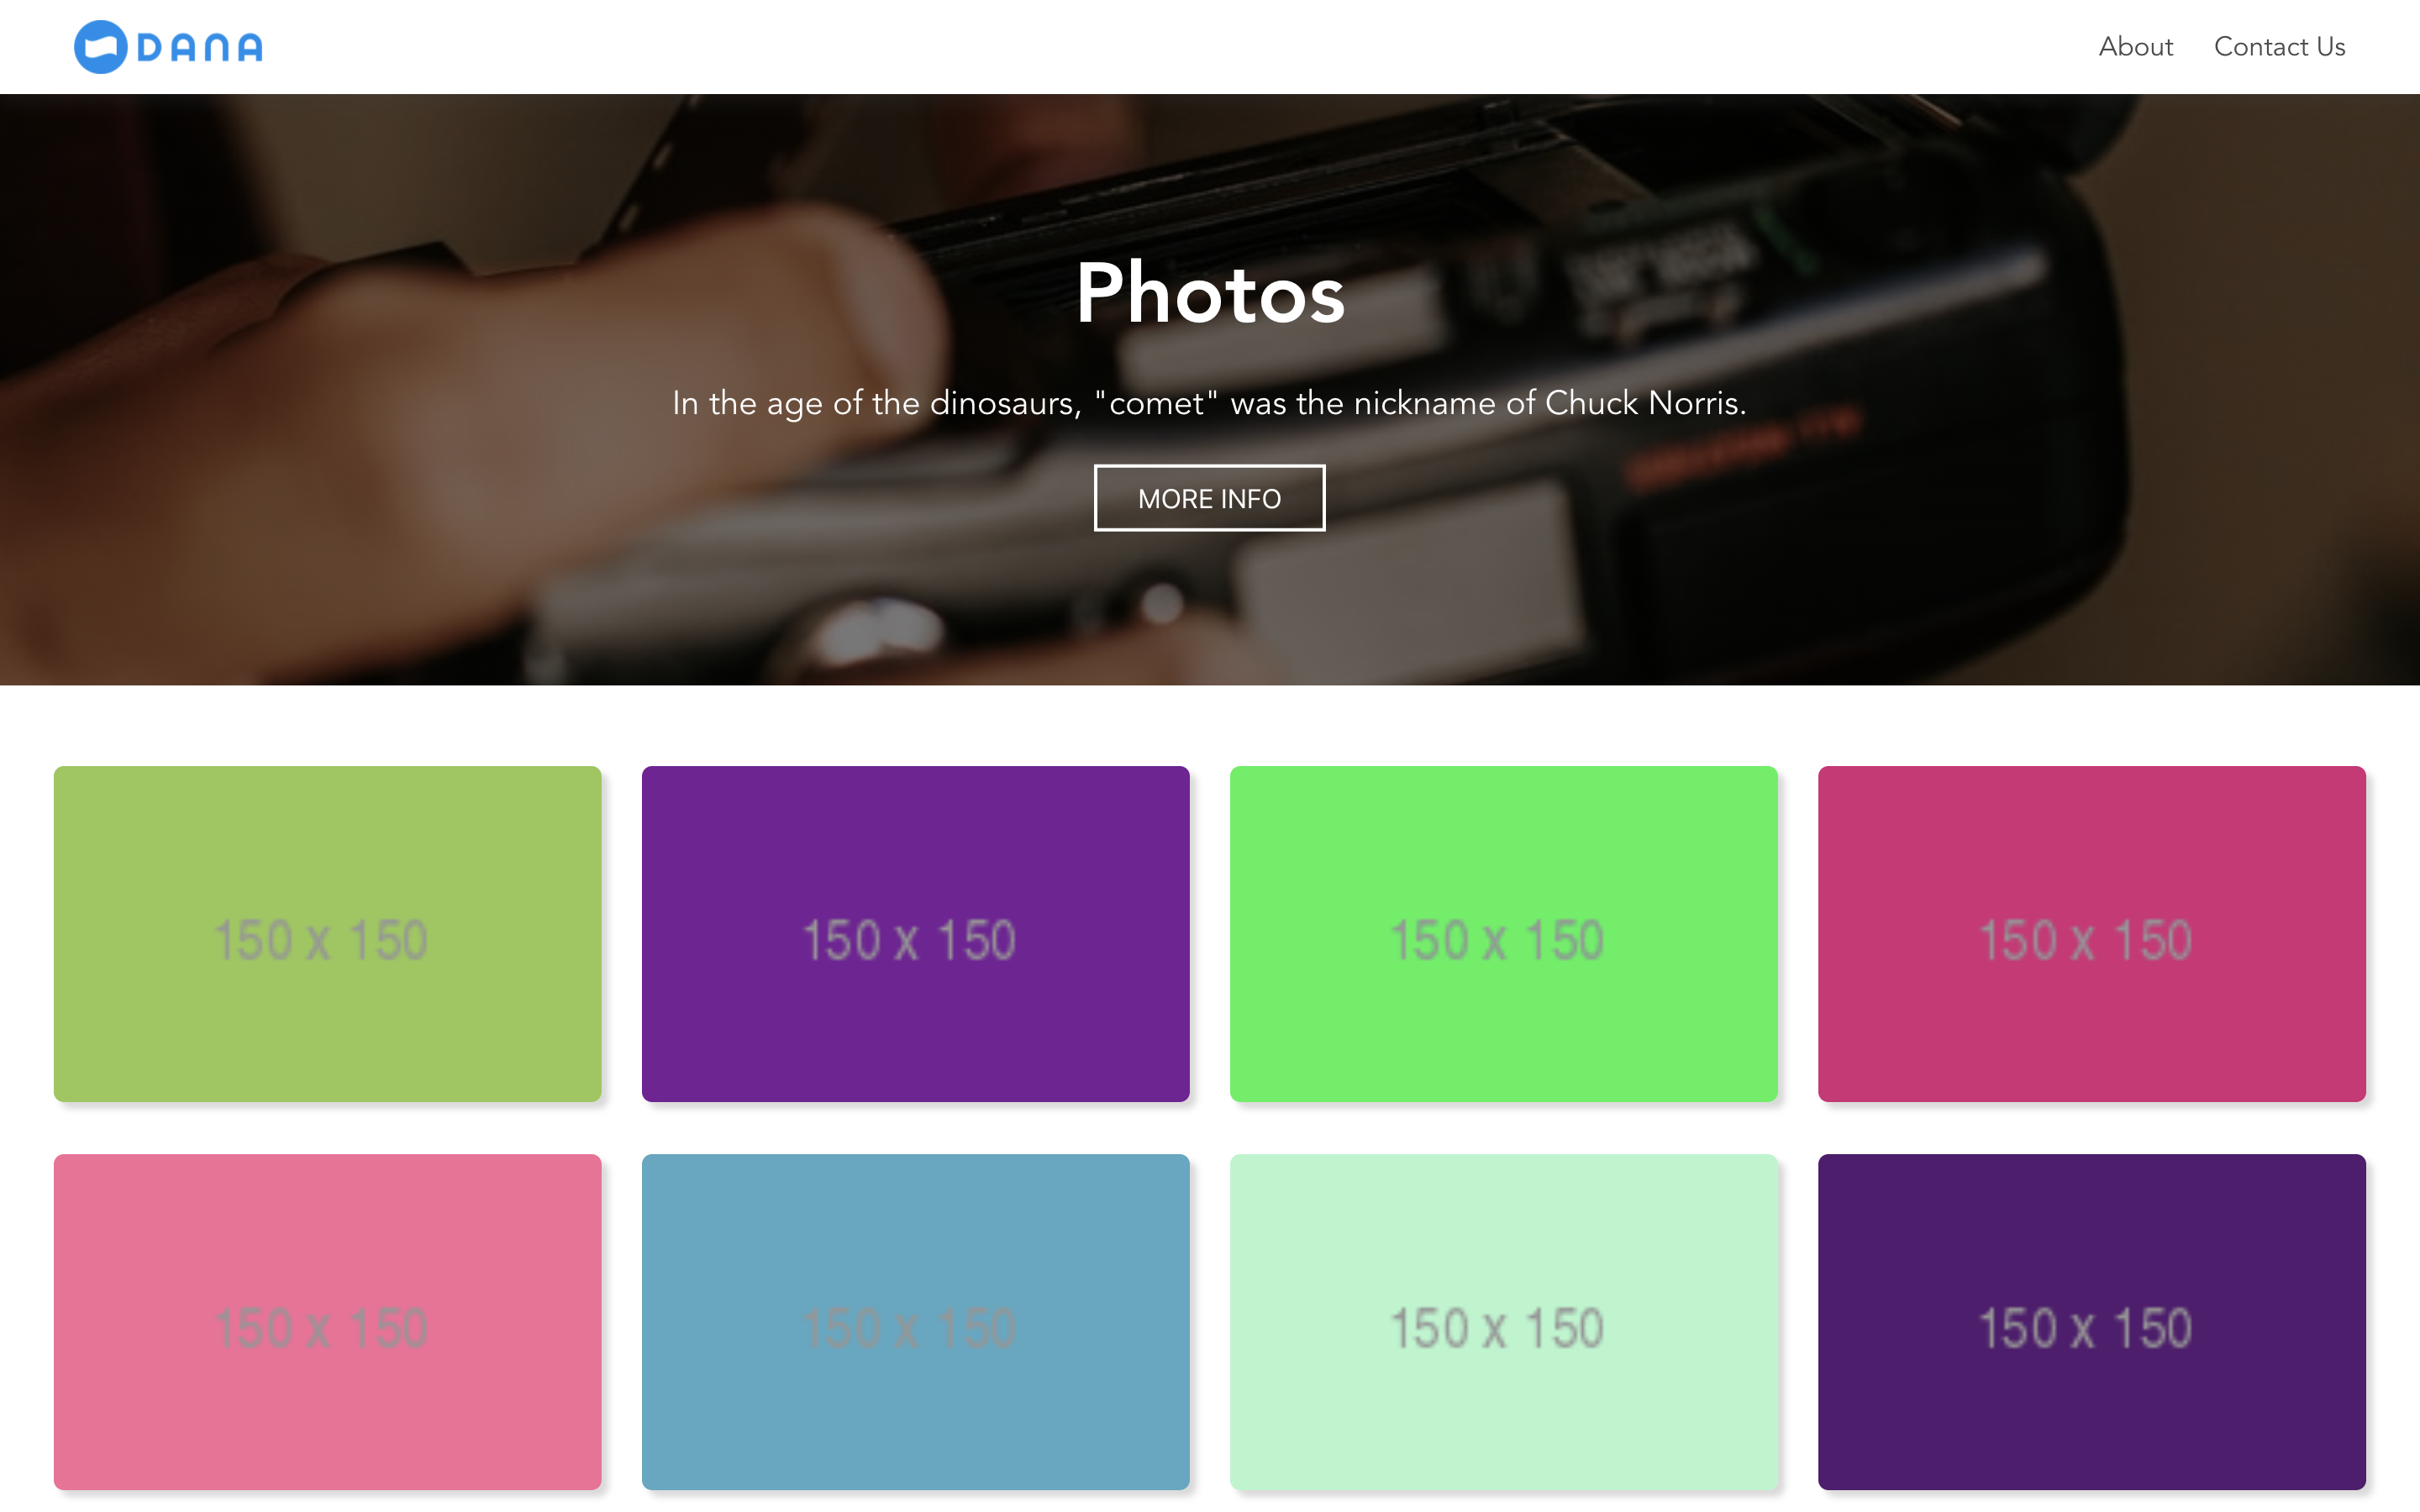 DANA
About Contact Us
Photos
In the age of the dinosaurs, "comet" was the nickname of Chuck Norris.
MORE INFO
150 x 150 150 x 150 150 x 150 150 x 150
150 x 150 150 x 150 150 x 150 150 x 150